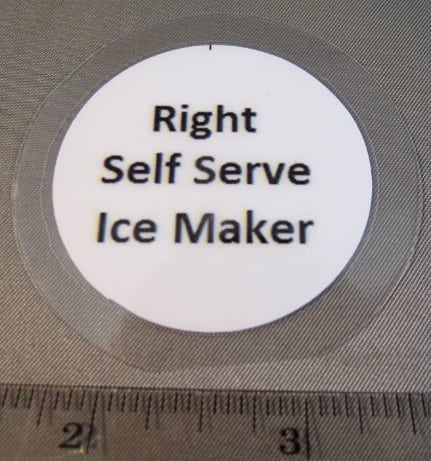 Right
Self Serve
Ice Maker
2 3